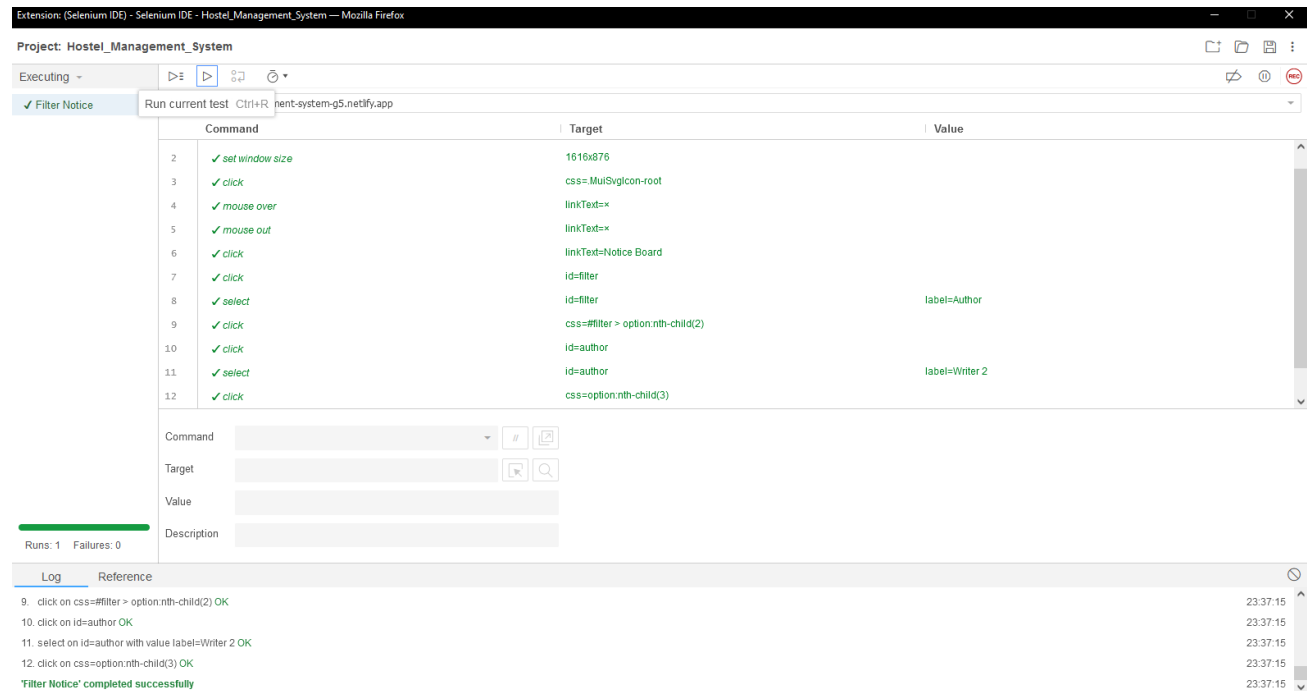 Extension: (Selenium IDE) - Selenium IDE - Hostel_Management_System — Mozilla Firefox
Project: Hostel_Management_System
Executing
✓ Filter Notice
Run current test Ctrl+R
ment-system-g5.netlify.app
Command Target Value
2 ✓ set window size 1616x876
3 ✓ click css=.MuiSvgIcon-root
4 ✓ mouse over linkText=×
5 ✓ mouse out linkText=×
6 ✓ click linkText=Notice Board
7 ✓ click id=filter
8 ✓ select id=filter label=Author
9 ✓ click css=#filter > option:nth-child(2)
10 ✓ click id=author
11 ✓ select id=author label=Writer 2
12 ✓ click css=option:nth-child(3)
Command //
Target
Value
Description
Runs: 1 Failures: 0
REC
Log Reference
9. click on css=#filter > option:nth-child(2) OK 23:37:15
10. click on id=author OK 23:37:15
11. select on id=author with value label=Writer 2 OK 23:37:15
12. click on css=option:nth-child(3) OK 23:37:15
'Filter Notice' completed successfully 23:37:15